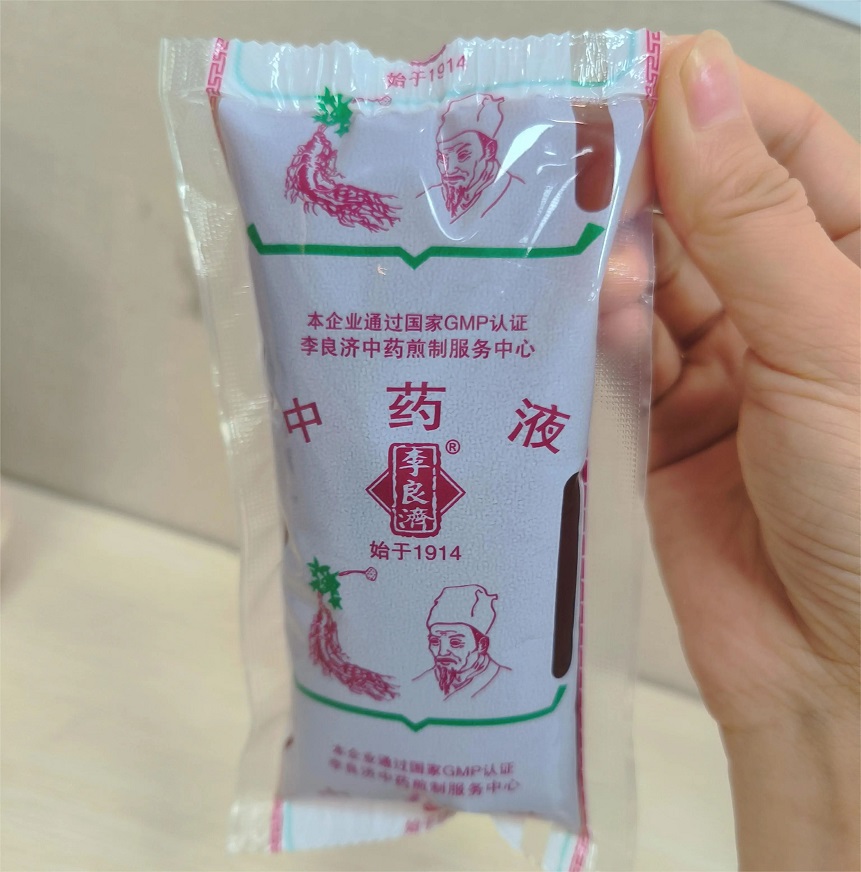 始于1914
本企业通过国家GMP认证
李良济中药煎制服务中心
中 药 液
李良濟®
始于1914
本企业通过国家GMP认证
李良济中药煎制服务中心